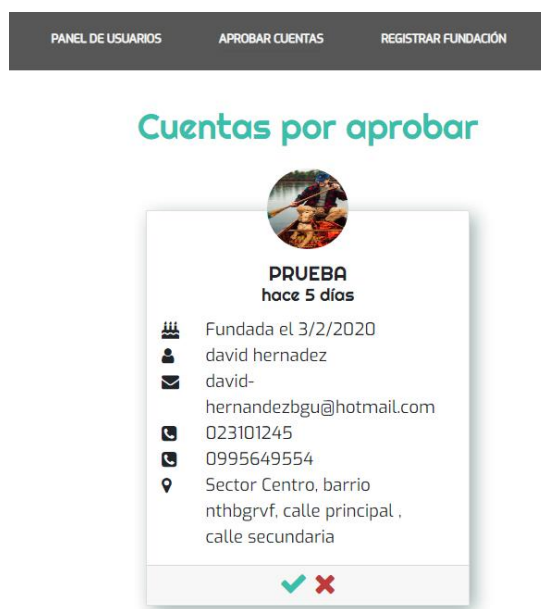 PANEL DE USUARIOS APROBAR CUENTAS REGISTRAR FUNDACIÓN
Cuentas por aprobar
PRUEBA
hace 5 días
Fundada el 3/2/2020
david hernadez
david-
hernandezbgu@hotmail.com
023101245
0995649554
Sector Centro, barrio
nthbgrvf, calle principal ,
calle secundaria